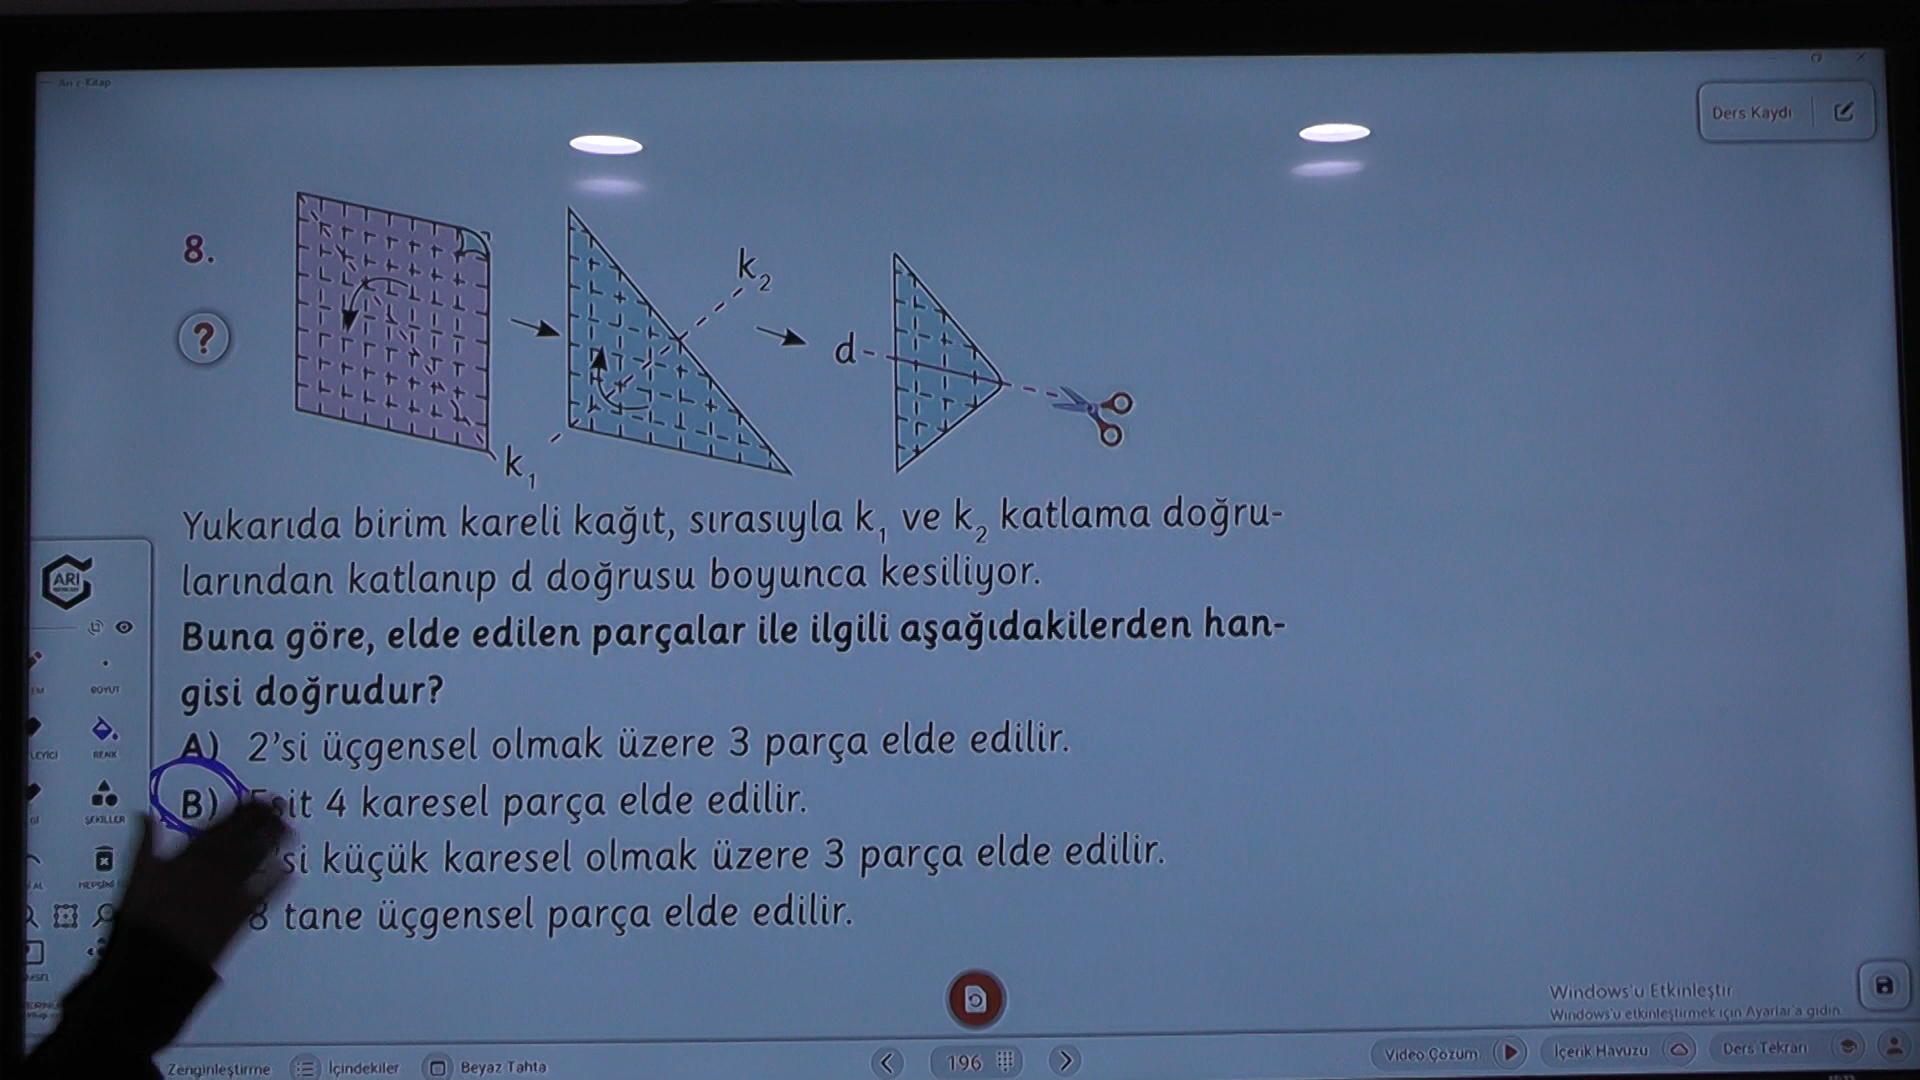 Arı e-Kitap
Ders Kaydı
8.
?
k₁
k₂
d
Yukarıda birim kareli kağıt, sırasıyla k₁ ve k₂ katlama doğru-
larından katlanıp d doğrusu boyunca kesiliyor.
Buna göre, elde edilen parçalar ile ilgili aşağıdakilerden han-
gisi doğrudur?
A) 2'si üçgensel olmak üzere 3 parça elde edilir.
B) Eşit 4 karesel parça elde edilir.
2'si küçük karesel olmak üzere 3 parça elde edilir.
8 tane üçgensel parça elde edilir.
ARI
BOYUT
RENK
ŞEKİLLER
Windows'u Etkinleştir
Windows'u etkinleştirmek için Ayarlar'a gidin.
Zenginleştirme
İçindekiler
Beyaz Tahta
196
Video Çözüm
İçerik Havuzu
Ders Tekrarı